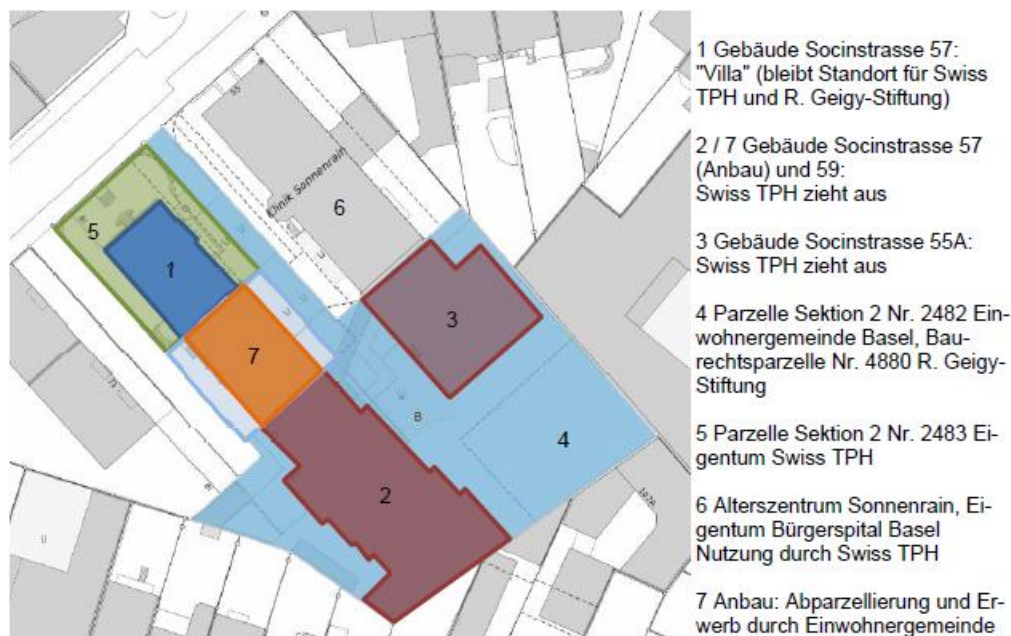 1 Gebäude Socinstrasse 57:
"Villa" (bleibt Standort für Swiss
TPH und R. Geigy-Stiftung)
2 / 7 Gebäude Socinstrasse 57
(Anbau) und 59:
Swiss TPH zieht aus
3 Gebäude Socinstrasse 55A:
Swiss TPH zieht aus
4 Parzelle Sektion 2 Nr. 2482 Ein-
wohnergemeinde Basel, Bau-
rechtsparzelle Nr. 4880 R. Geigy-
Stiftung
5 Parzelle Sektion 2 Nr. 2483 Ei-
gentum Swiss TPH
6 Alterszentrum Sonnenrain, Ei-
gentum Bürgerspital Basel
Nutzung durch Swiss TPH
7 Anbau: Abparzellierung und Er-
werb durch Einwohnergemeinde
55
Klinik Sonnenrain
6
5
1
3
7
B
4
2
107A